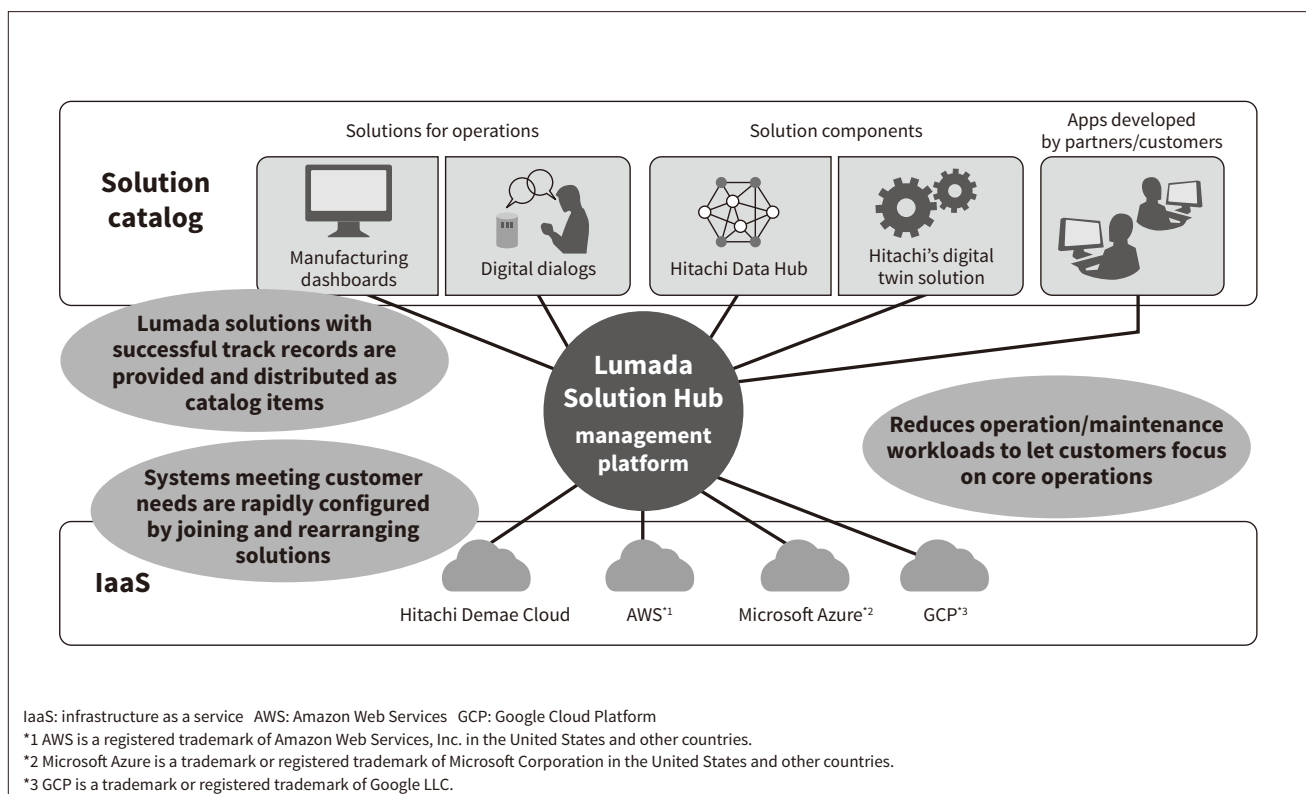 Solution
catalog
Solutions for operations
Manufacturing
dashboards
Digital dialogs
Solution components
Hitachi Data Hub
Hitachi’s digital
twin solution
Apps developed
by partners/customers
Lumada solutions with
successful track records are
provided and distributed as
catalog items
Lumada
Solution Hub
management
platform
Reduces operation/maintenance
workloads to let customers focus
on core operations
Systems meeting customer
needs are rapidly configured
by joining and rearranging
solutions
IaaS
Hitachi Demae Cloud
AWS*1
Microsoft Azure*2
GCP*3
IaaS: infrastructure as a service AWS: Amazon Web Services GCP: Google Cloud Platform
*1 AWS is a registered trademark of Amazon Web Services, Inc. in the United States and other countries.
*2 Microsoft Azure is a trademark or registered trademark of Microsoft Corporation in the United States and other countries.
*3 GCP is a trademark or registered trademark of Google LLC.